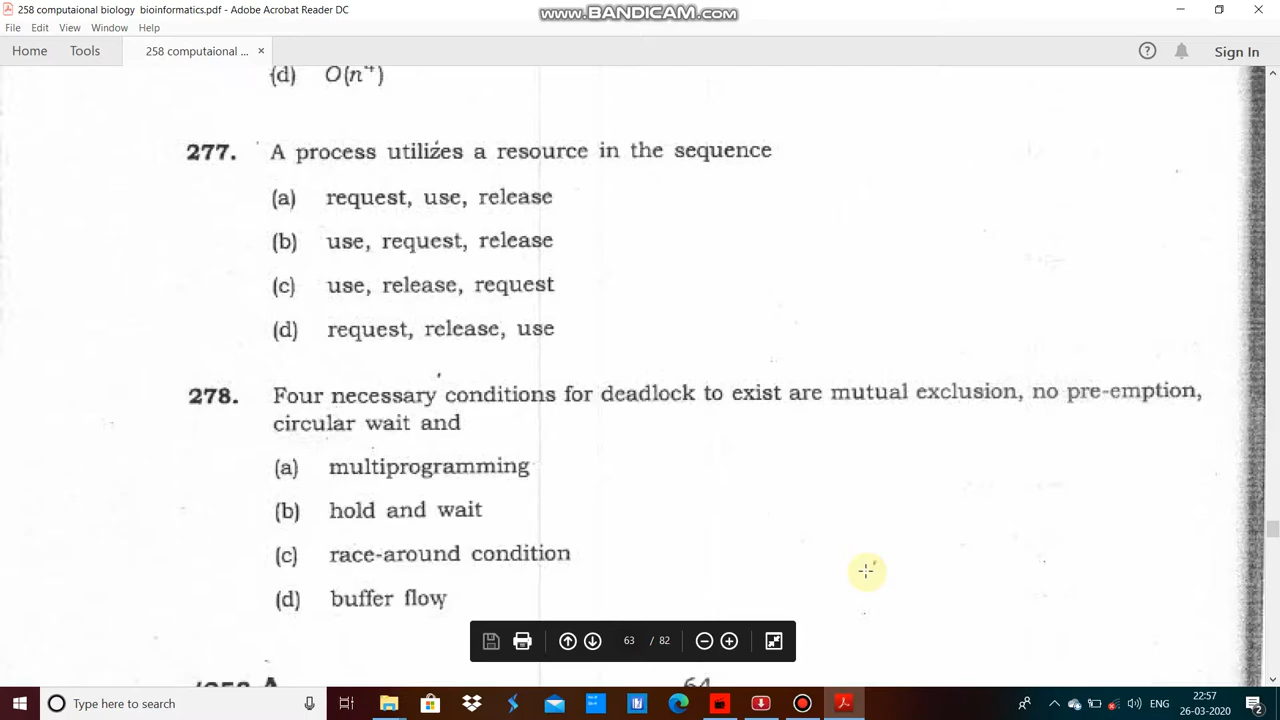 258 computaional biology bioinformatics.pdf - Adobe Acrobat Reader DC
www.BANDICAM.com
File Edit View Window Help
Home Tools 258 computaional ... × Sign In
(d) O(n⁴)
277. A process utilizes a resource in the sequence
(a) request, use, release
(b) use, request, release
(c) use, release, request
(d) request, release, use
278. Four necessary conditions for deadlock to exist are mutual exclusion, no pre-emption,
circular wait and
(a) multiprogramming
(b) hold and wait
(c) race-around condition
(d) buffer flow
63 / 82
64
Type here to search
ENG
22:57
26-03-2020
2